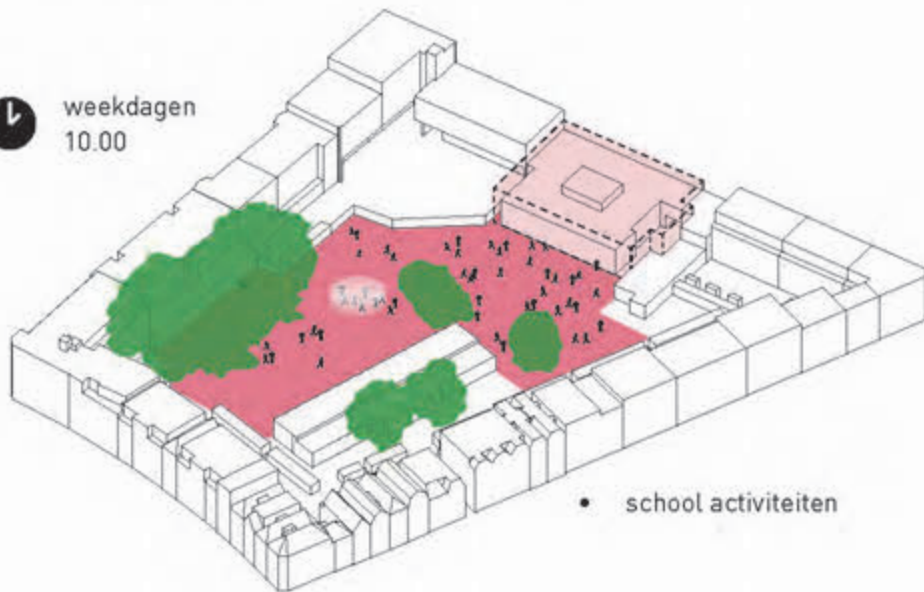 weekdagen
10.00
• school activiteiten